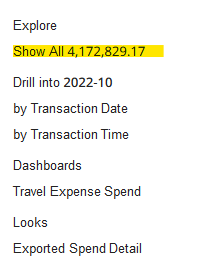 Explore
Show All 4,172,829.17
Drill into 2022-10
by Transaction Date
by Transaction Time
Dashboards
Travel Expense Spend
Looks
Exported Spend Detail